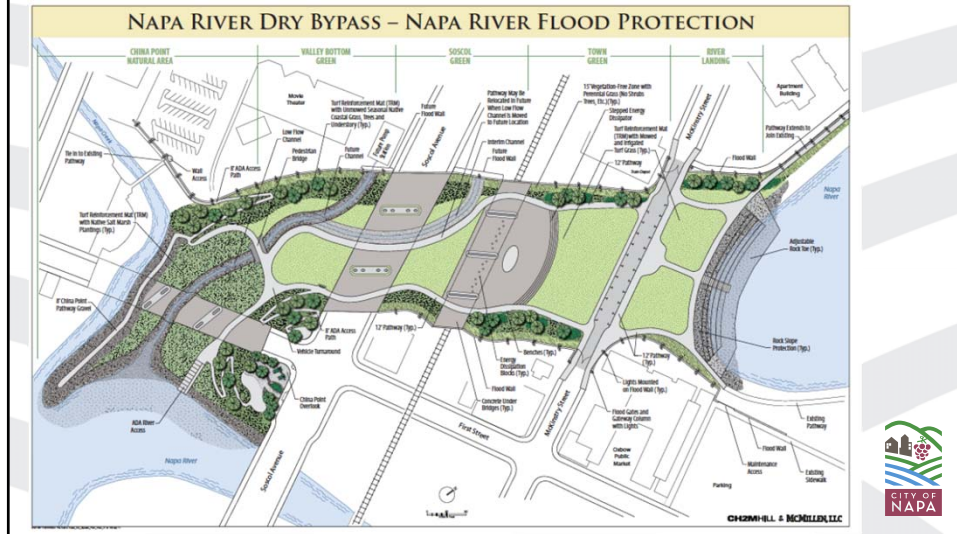 NAPA RIVER DRY BYPASS – NAPA RIVER FLOOD PROTECTION
CHINA POINT
NATURAL AREA
VALLEY BOTTOM
GREEN
SOSCOL
GREEN
TOWN
GREEN
RIVER
LANDING
Movie
Theater
Turf Reinforcement Mat (TRM)
with Untrimmed Seasonal Native
Coastal Grass, Trees and
Understory (Typ.)
Future
Flood Wall
Soscol Avenue
Pathway May Be
Relocated in Future
When Low Flow
Channel is Moved
to Future Location
15' Vegetation-Free Zone with
Perennial Grass (No Shrubs
Trees, Etc.) (Typ.)
Stepped Energy
Dissipator
Turf Reinforcement Mat
(TRM) with Mowed
and Irrigated
Turf Grass (Typ.)
12' Pathway
McKinstry Street
Apartment
Building
Pathway Extends to
Join Existing
Flood Wall
Low Flow
Channel
Pedestrian
Bridge
Future
Channel
Interim Channel
Future
Flood Wall
Tie In to Existing
Pathway
Wall
Access
8' ADA Access
Path
Napa
River
Turf Reinforcement Mat (TRM)
with Native Salt Marsh
Plantings (Typ.)
Adjustable
Rock Toe (Typ.)
8' China Point
Pathway Gravel
8' ADA Access
Path
Vehicle Turnaround
12' Pathway (Typ.)
Benches (Typ.)
Energy
Dissipation
Blocks (Typ.)
Flood Wall
Concrete Under
Bridges (Typ.)
12' Pathway
(Typ.)
Lights Mounted
on Flood Wall (Typ.)
Flood Gates and
Gateway Column
with Lights
Rock Slope
Protection (Typ.)
ADA River
Access
China Point
Overlook
Napa River
Soscol Avenue
First Street
McKinstry Street
Oxbow
Public
Market
Parking
Existing
Pathway
Flood Wall
Maintenance
Access
Existing
Sidewalk
CH2MHILL & MCMILLEN, LLC
CITY OF
NAPA